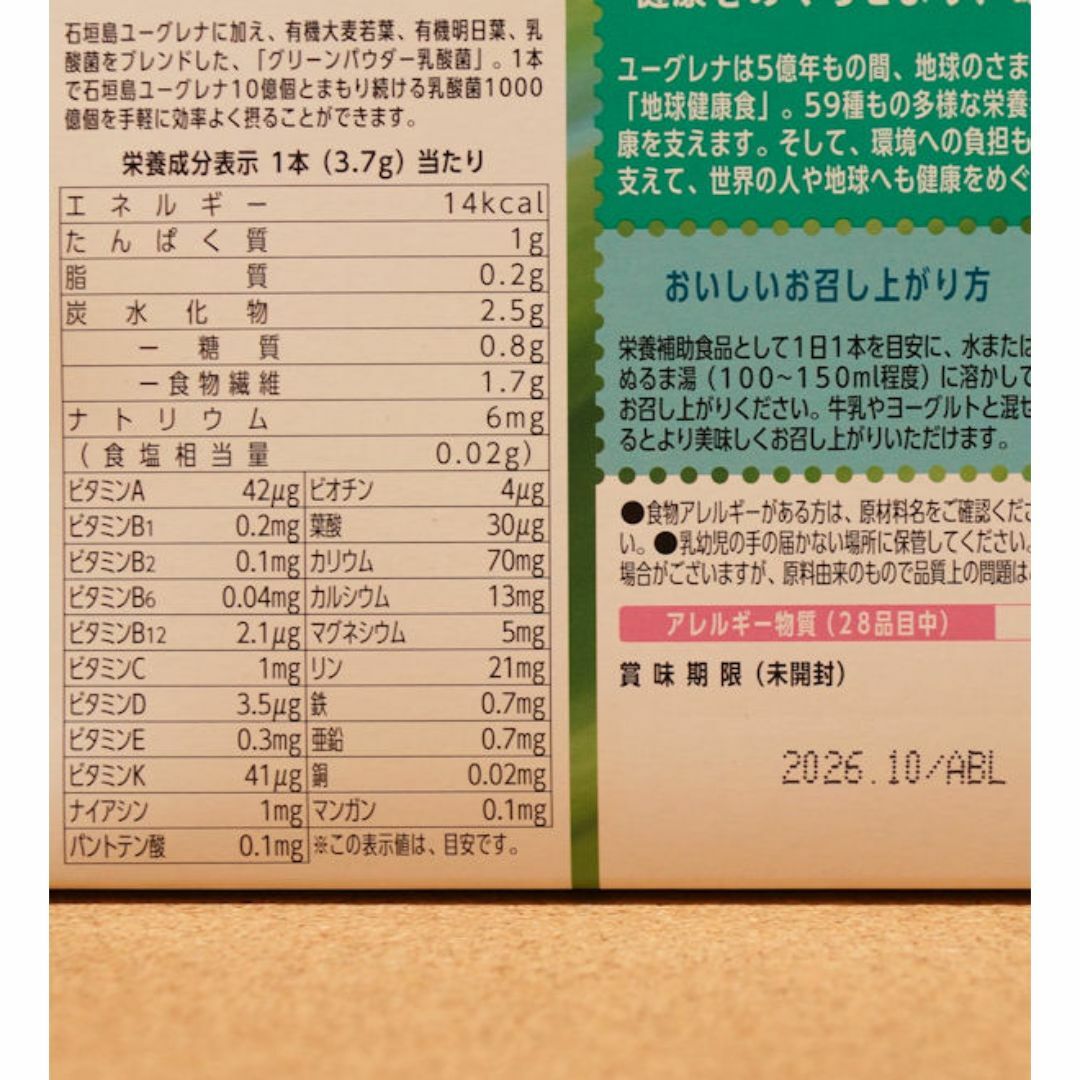 石垣島ユーグレナに加え、有機大麦若葉、有機明日葉、乳
酸菌をブレンドした、「グリーンパウダー乳酸菌」。1本
で石垣島ユーグレナ10億個とまもり続ける乳酸菌1000
億個を手軽に効率よく摂ることができます。
栄養成分表示 1本（3.7g）当たり
エネルギー 14kcal
たんぱく質 1g
脂質 0.2g
炭水化物 2.5g
－糖質 0.8g
－食物繊維 1.7g
ナトリウム 6mg
（食塩相当量 0.02g）
ビタミンA 42μg ビオチン 4μg
ビタミンB1 0.2mg 葉酸 30μg
ビタミンB2 0.1mg カリウム 70mg
ビタミンB6 0.04mg カルシウム 13mg
ビタミンB12 2.1μg マグネシウム 5mg
ビタミンC 1mg リン 21mg
ビタミンD 3.5μg 鉄 0.7mg
ビタミンE 0.3mg 亜鉛 0.7mg
ビタミンK 41μg 銅 0.02mg
ナイアシン 1mg マンガン 0.1mg
パントテン酸 0.1mg ※この表示値は、目安です。
ユーグレナは5億年もの間、地球のさま
「地球健康食」。59種もの多様な栄養
康を支えます。そして、環境への負担も
支えて、世界の人や地球へも健康をめぐ
おいしいお召し上がり方
栄養補助食品として1日1本を目安に、水または
ぬるま湯（100~150ml程度）に溶かして
お召し上がりください。牛乳やヨーグルトと混ぜ
るとより美味しくお召し上がりいただけます。
●食物アレルギーがある方は、原材料名をご確認くださ
い。●乳幼児の手の届かない場所に保管してください。
場合がございますが、原料由来のもので品質上の問題は
アレルギー物質（28品目中）
賞味期限（未開封）
2026.10/ABL